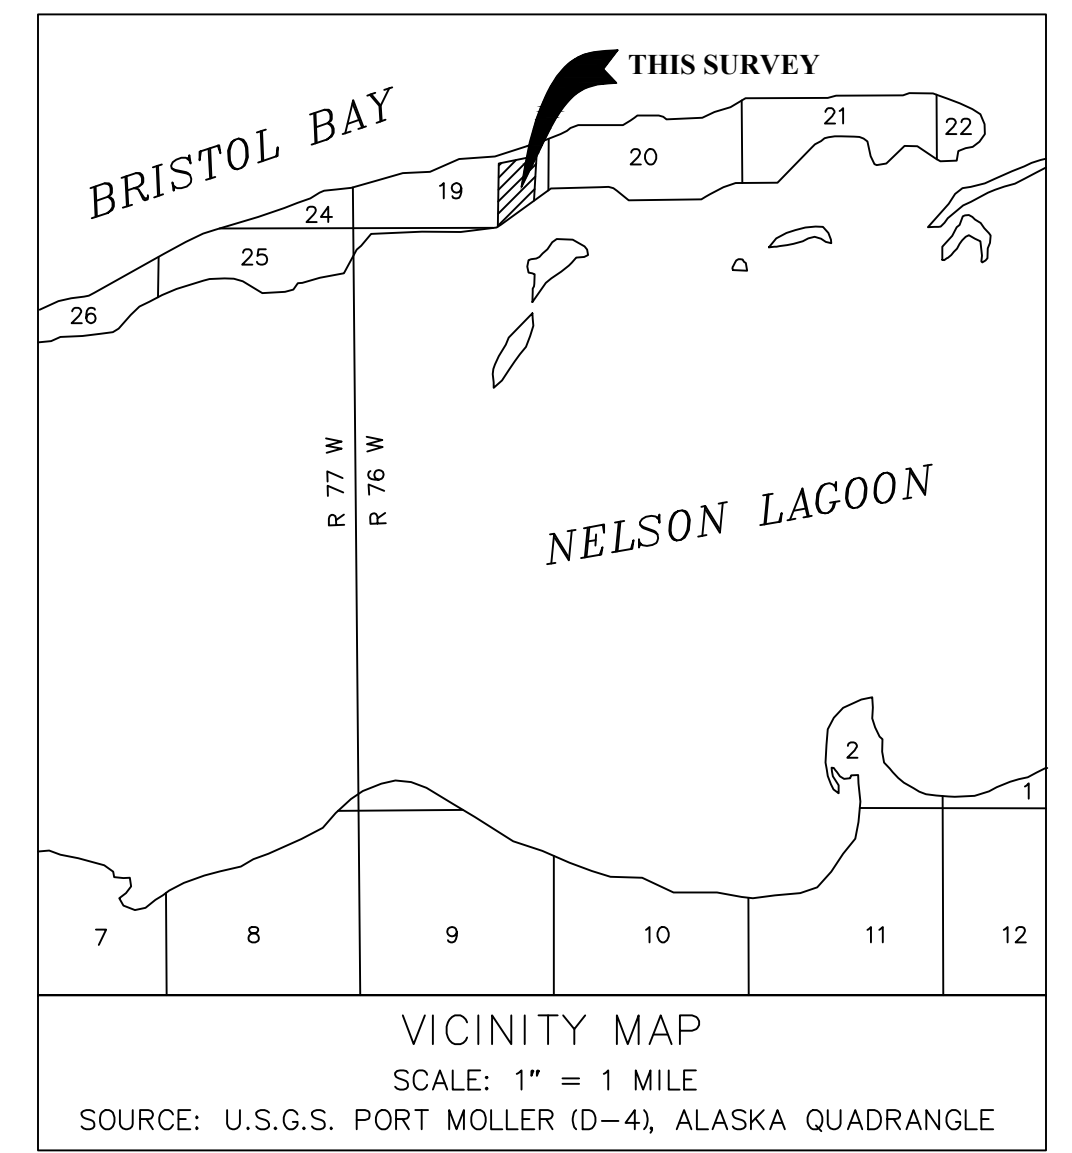 THIS SURVEY
BRISTOL BAY
21
22
20
19
24
25
26
R 77 W
R 76 W
NELSON LAGOON
2
1
7
8
9
10
11
12
VICINITY MAP
SCALE: 1" = 1 MILE
SOURCE: U.S.G.S. PORT MOLLER (D-4), ALASKA QUADRANGLE